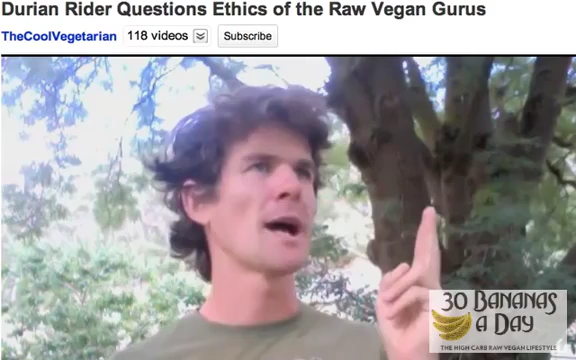 Durian Rider Questions Ethics of the Raw Vegan Gurus
TheCoolVegetarian 118 videos Subscribe
30 BANANAS
A DAY
THE HIGH CARB RAW VEGAN LIFESTYLE